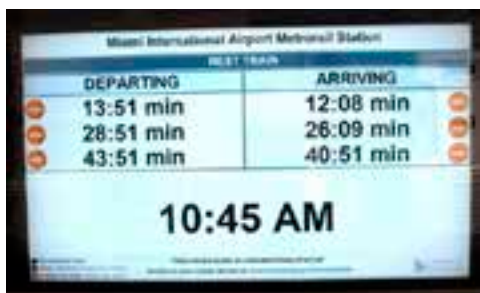 Miami International Airport Metrorail Station
NEXT TRAIN
DEPARTING ARRIVING
13:51 min 12:08 min
28:51 min 26:09 min
43:51 min 40:51 min
10:45 AM